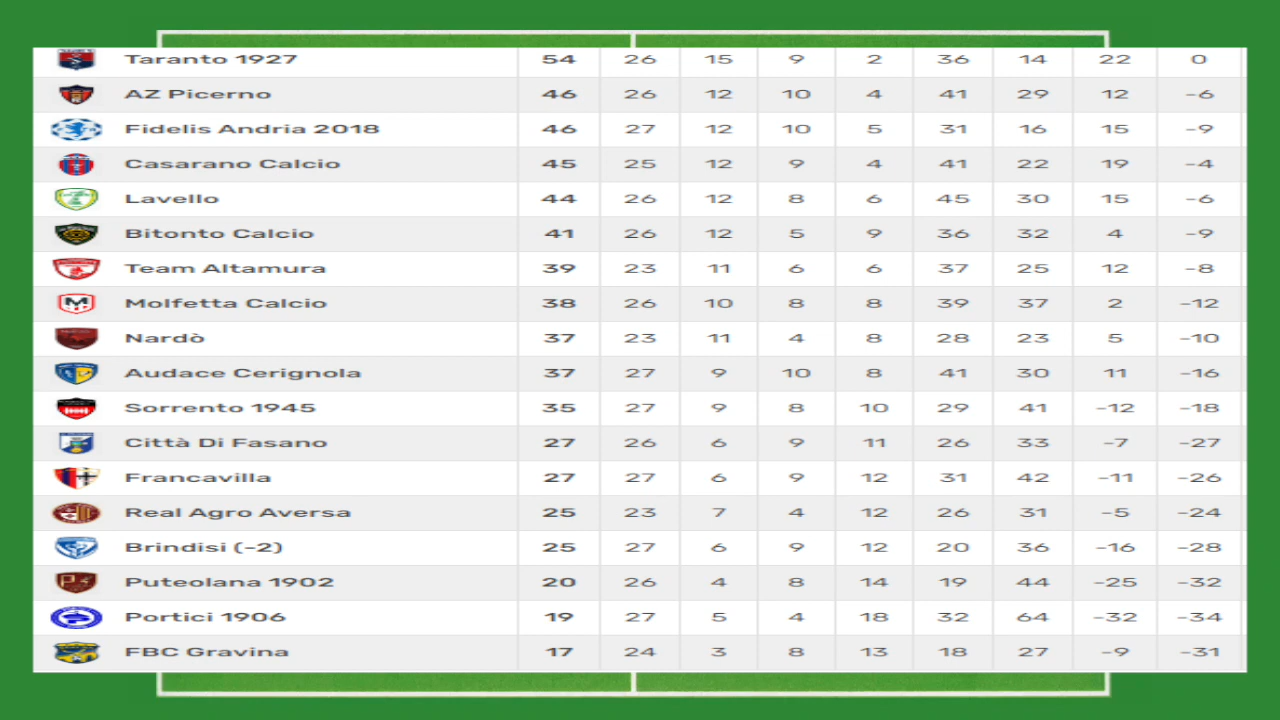 Taranto 1927 54 26 15 9 2 36 14 22 0
AZ Picerno 46 26 12 10 4 41 29 12 -6
Fidelis Andria 2018 46 27 12 10 5 31 16 15 -9
Casarano Calcio 45 25 12 9 4 41 22 19 -4
Lavello 44 26 12 8 6 45 30 15 -6
Bitonto Calcio 41 26 12 5 9 36 32 4 -9
Team Altamura 39 23 11 6 6 37 25 12 -8
Molfetta Calcio 38 26 10 8 8 39 37 2 -12
Nardò 37 23 11 4 8 28 23 5 -10
Audace Cerignola 37 27 9 10 8 41 30 11 -16
Sorrento 1945 35 27 9 8 10 29 41 -12 -18
Città Di Fasano 27 26 6 9 11 26 33 -7 -27
Francavilla 27 27 6 9 12 31 42 -11 -26
Real Agro Aversa 25 23 7 4 12 26 31 -5 -24
Brindisi (-2) 25 27 6 9 12 20 36 -16 -28
Puteolana 1902 20 26 4 8 14 19 44 -25 -32
Portici 1906 19 27 5 4 18 32 64 -32 -34
FBC Gravina 17 24 3 8 13 18 27 -9 -31